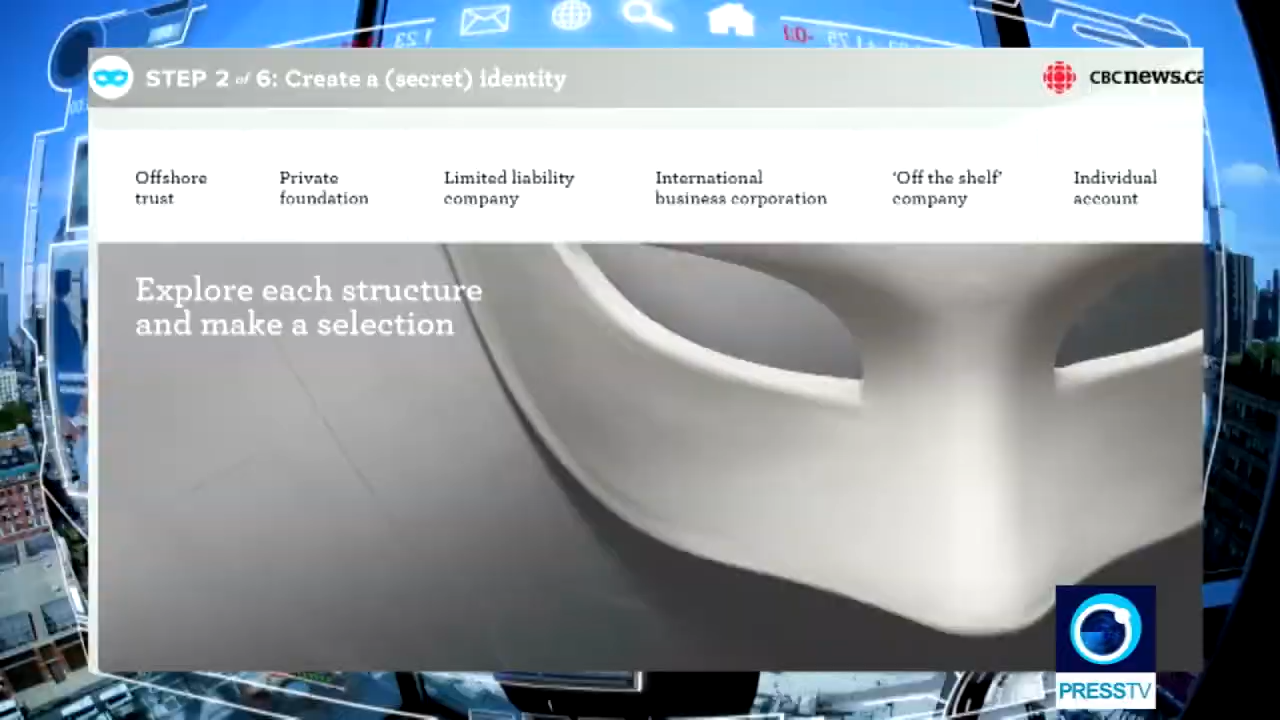 STEP 2 of 6: Create a (secret) identity
CBCnews.ca
Offshore
trust
Private
foundation
Limited liability
company
International
business corporation
'Off the shelf'
company
Individual
account
Explore each structure
and make a selection
PRESSTV